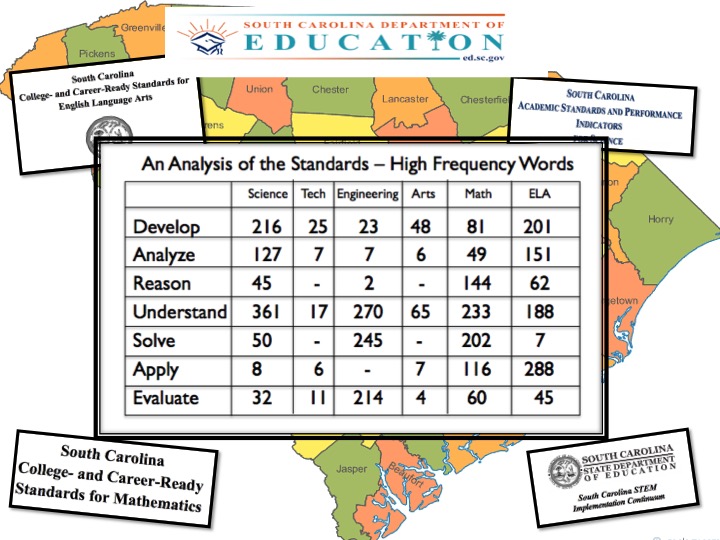 Greenville
SOUTH CAROLINA DEPARTMENT OF
EDUCATION
ed.sc.gov
Pickens
South Carolina
College- and Career-Ready Standards for
English Language Arts
Union
Chester
Lancaster
Chesterfiel
SOUTH CAROLINA
ACADEMIC STANDARDS AND PERFORMANCE
INDICATORS
FOR SCIENCE
rens
on
Horry
getown
An Analysis of the Standards – High Frequency Words
Science Tech Engineering Arts Math ELA
Develop 216 25 23 48 81 201
Analyze 127 7 7 6 49 151
Reason 45 - 2 - 144 62
Understand 361 17 270 65 233 188
Solve 50 - 245 - 202 7
Apply 8 6 - 7 116 288
Evaluate 32 11 214 4 60 45
South Carolina
College- and Career-Ready
Standards for Mathematics
Jasper
Beaufort
SOUTH CAROLINA
STATE DEPARTMENT
OF EDUCATION
South Carolina STEM
Implementation Continuum